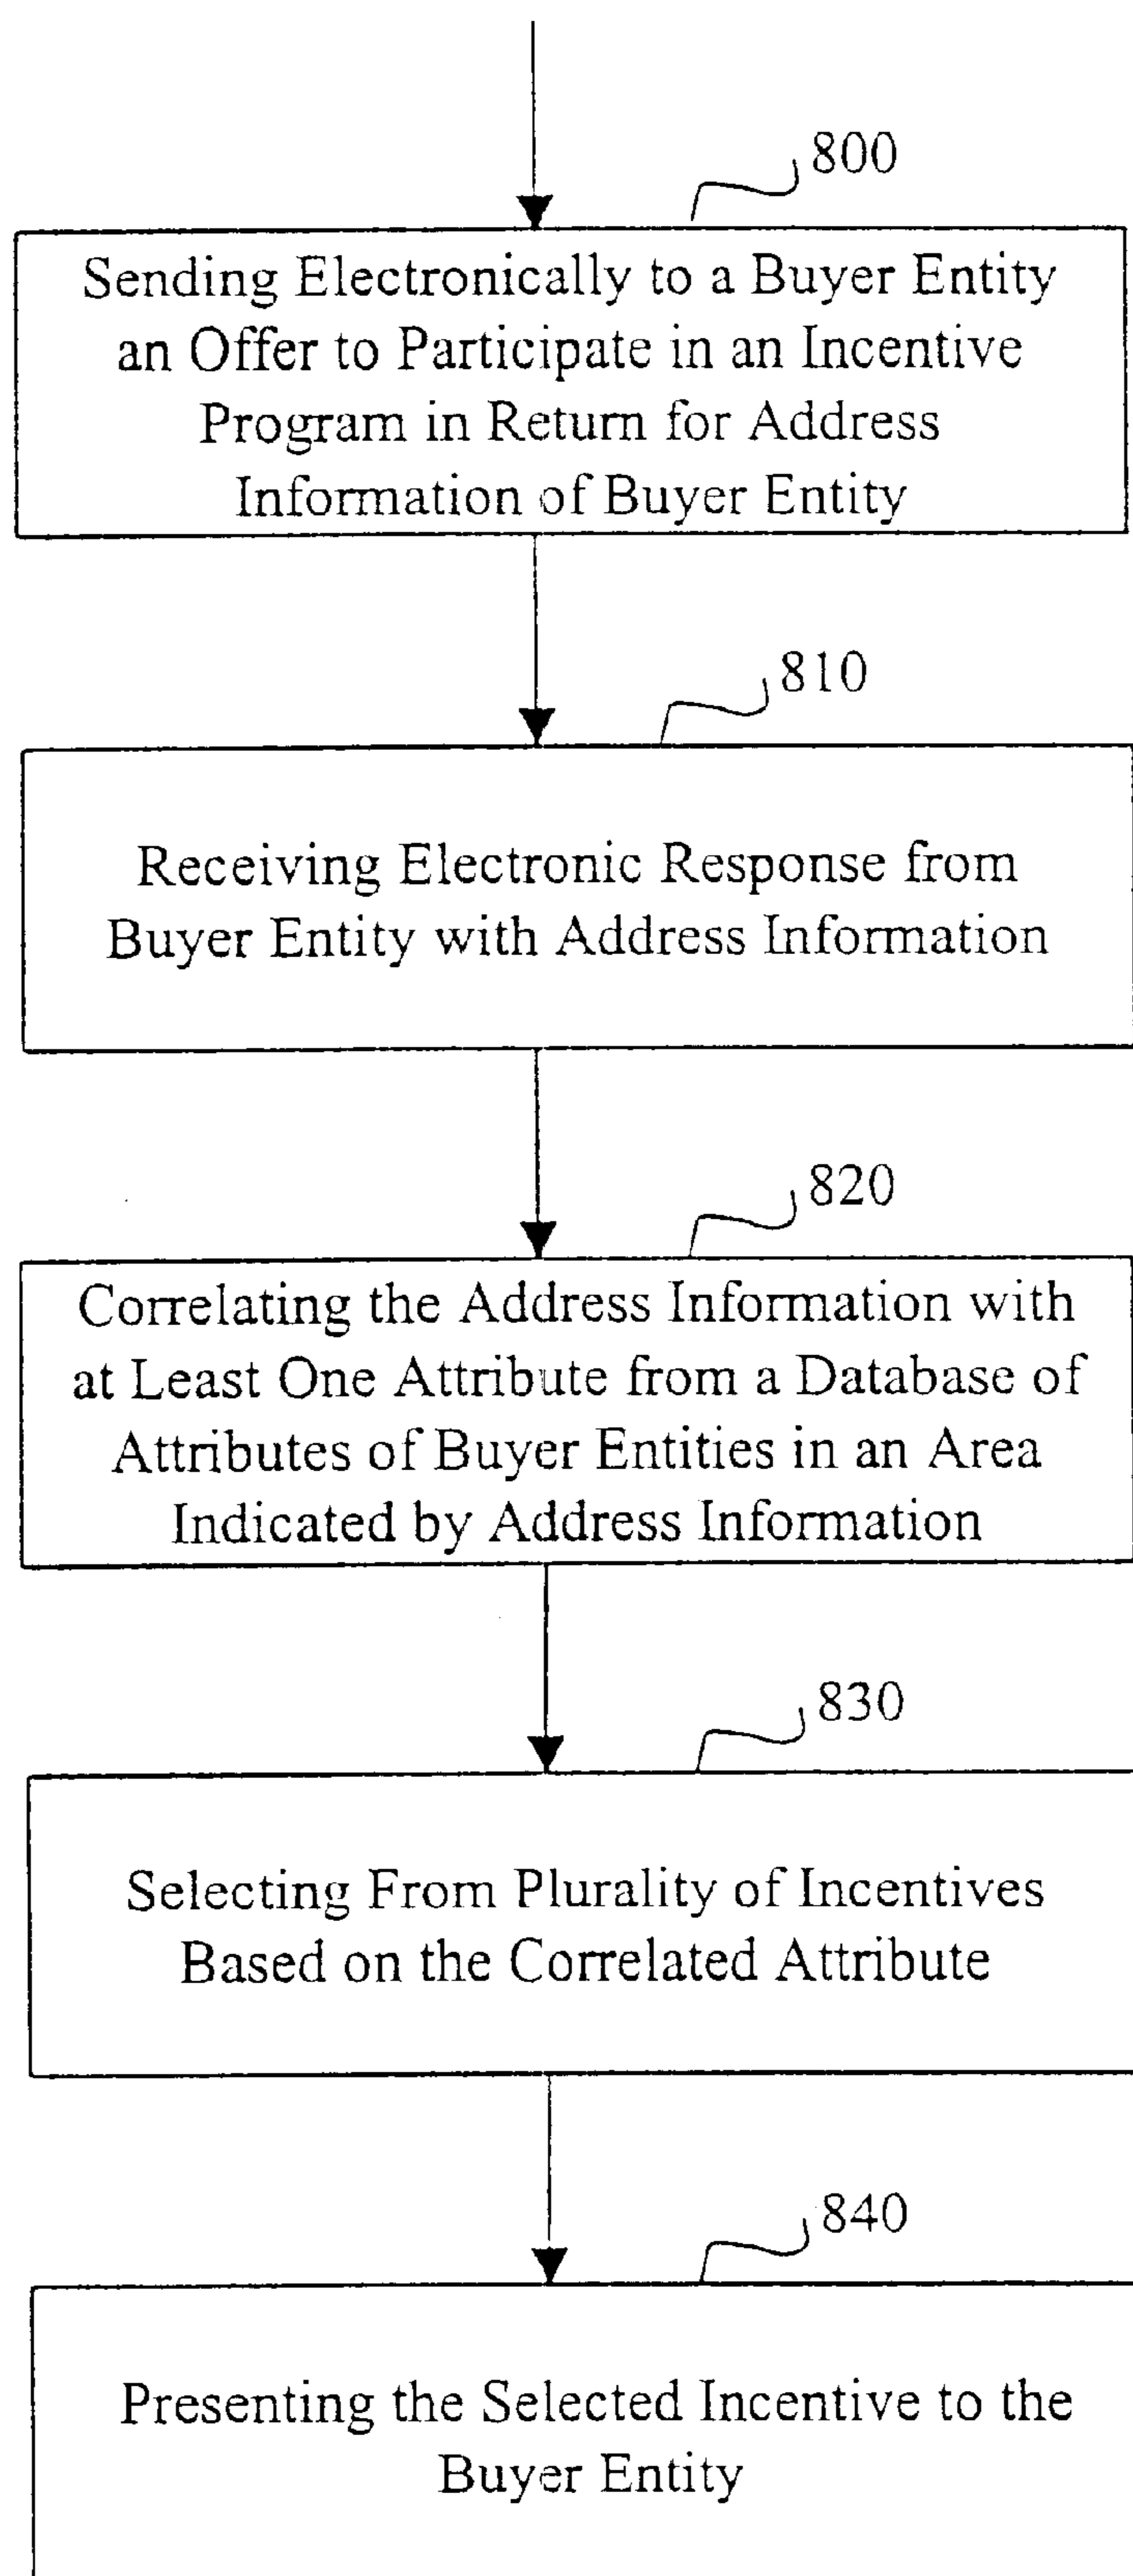 800
Sending Electronically to a Buyer Entity
an Offer to Participate in an Incentive
Program in Return for Address
Information of Buyer Entity
810
Receiving Electronic Response from
Buyer Entity with Address Information
820
Correlating the Address Information with
at Least One Attribute from a Database of
Attributes of Buyer Entities in an Area
Indicated by Address Information
830
Selecting From Plurality of Incentives
Based on the Correlated Attribute
840
Presenting the Selected Incentive to the
Buyer Entity